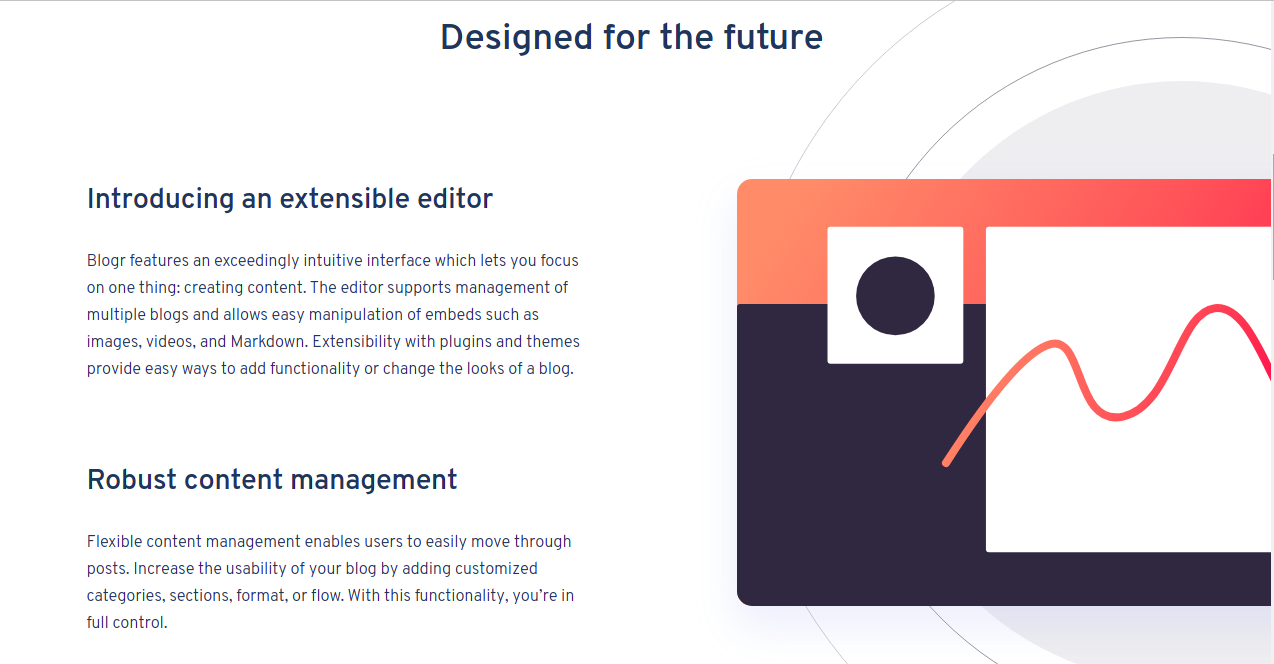 Designed for the future
Introducing an extensible editor
Blogr features an exceedingly intuitive interface which lets you focus
on one thing: creating content. The editor supports management of
multiple blogs and allows easy manipulation of embeds such as
images, videos, and Markdown. Extensibility with plugins and themes
provide easy ways to add functionality or change the looks of a blog.
Robust content management
Flexible content management enables users to easily move through
posts. Increase the usability of your blog by adding customized
categories, sections, format, or flow. With this functionality, you’re in
full control.